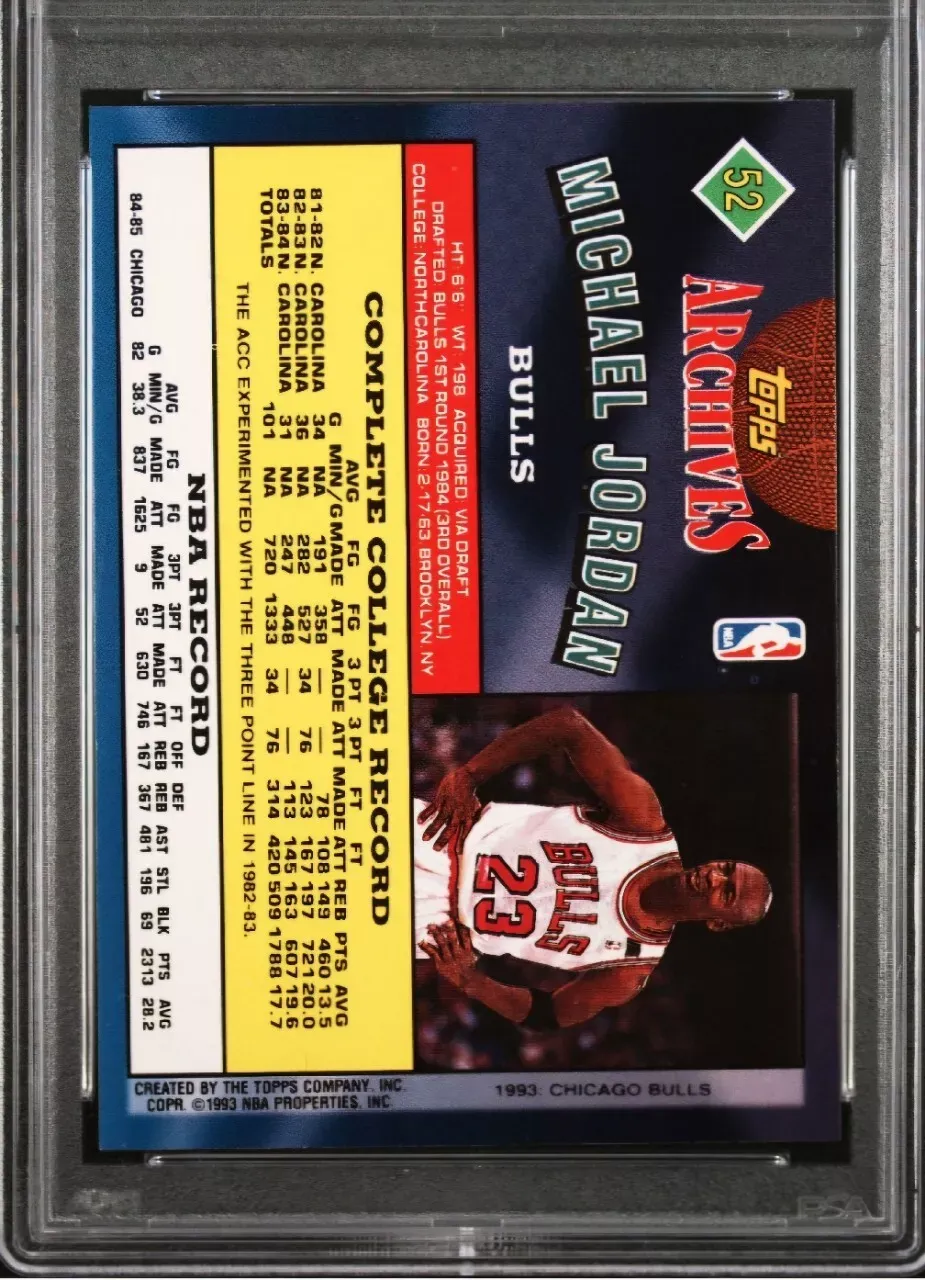 52
TOPPS
ARCHIVES
NBA
MICHAEL JORDAN
BULLS
HT: 6'6" WT: 198 ACQUIRED: VIA DRAFT
DRAFTED: BULLS 1ST ROUND 1984 (3RD OVERALL)
COLLEGE: NORTH CAROLINA BORN: 2-17-63 BROOKLYN, NY
BULLS
23
COMPLETE COLLEGE RECORD
AVG FG FG 3 PT 3 PT FT FT
G MIN/G MADE ATT MADE ATT MADE ATT REB PTS AVG
81-82 N. CAROLINA 34 NA 191 358 — — 78 108 149 460 13.5
82-83 N. CAROLINA 36 NA 282 527 34 76 123 167 197 721 20.0
83-84 N. CAROLINA 31 NA 247 448 — — 113 145 163 607 19.6
TOTALS 101 NA 720 1333 34 76 314 420 509 1788 17.7
THE ACC EXPERIMENTED WITH THE THREE POINT LINE IN 1982-83.
NBA RECORD
AVG FG FG 3PT 3PT FT FT OFF DEF
G MIN/G MADE ATT MADE ATT MADE ATT REB REB AST STL BLK PTS AVG
84-85 CHICAGO 82 38.3 837 1625 9 52 630 746 167 367 481 196 69 2313 28.2
1993: CHICAGO BULLS
CREATED BY THE TOPPS COMPANY, INC.
COPR. ©1993 NBA PROPERTIES, INC.
PSA